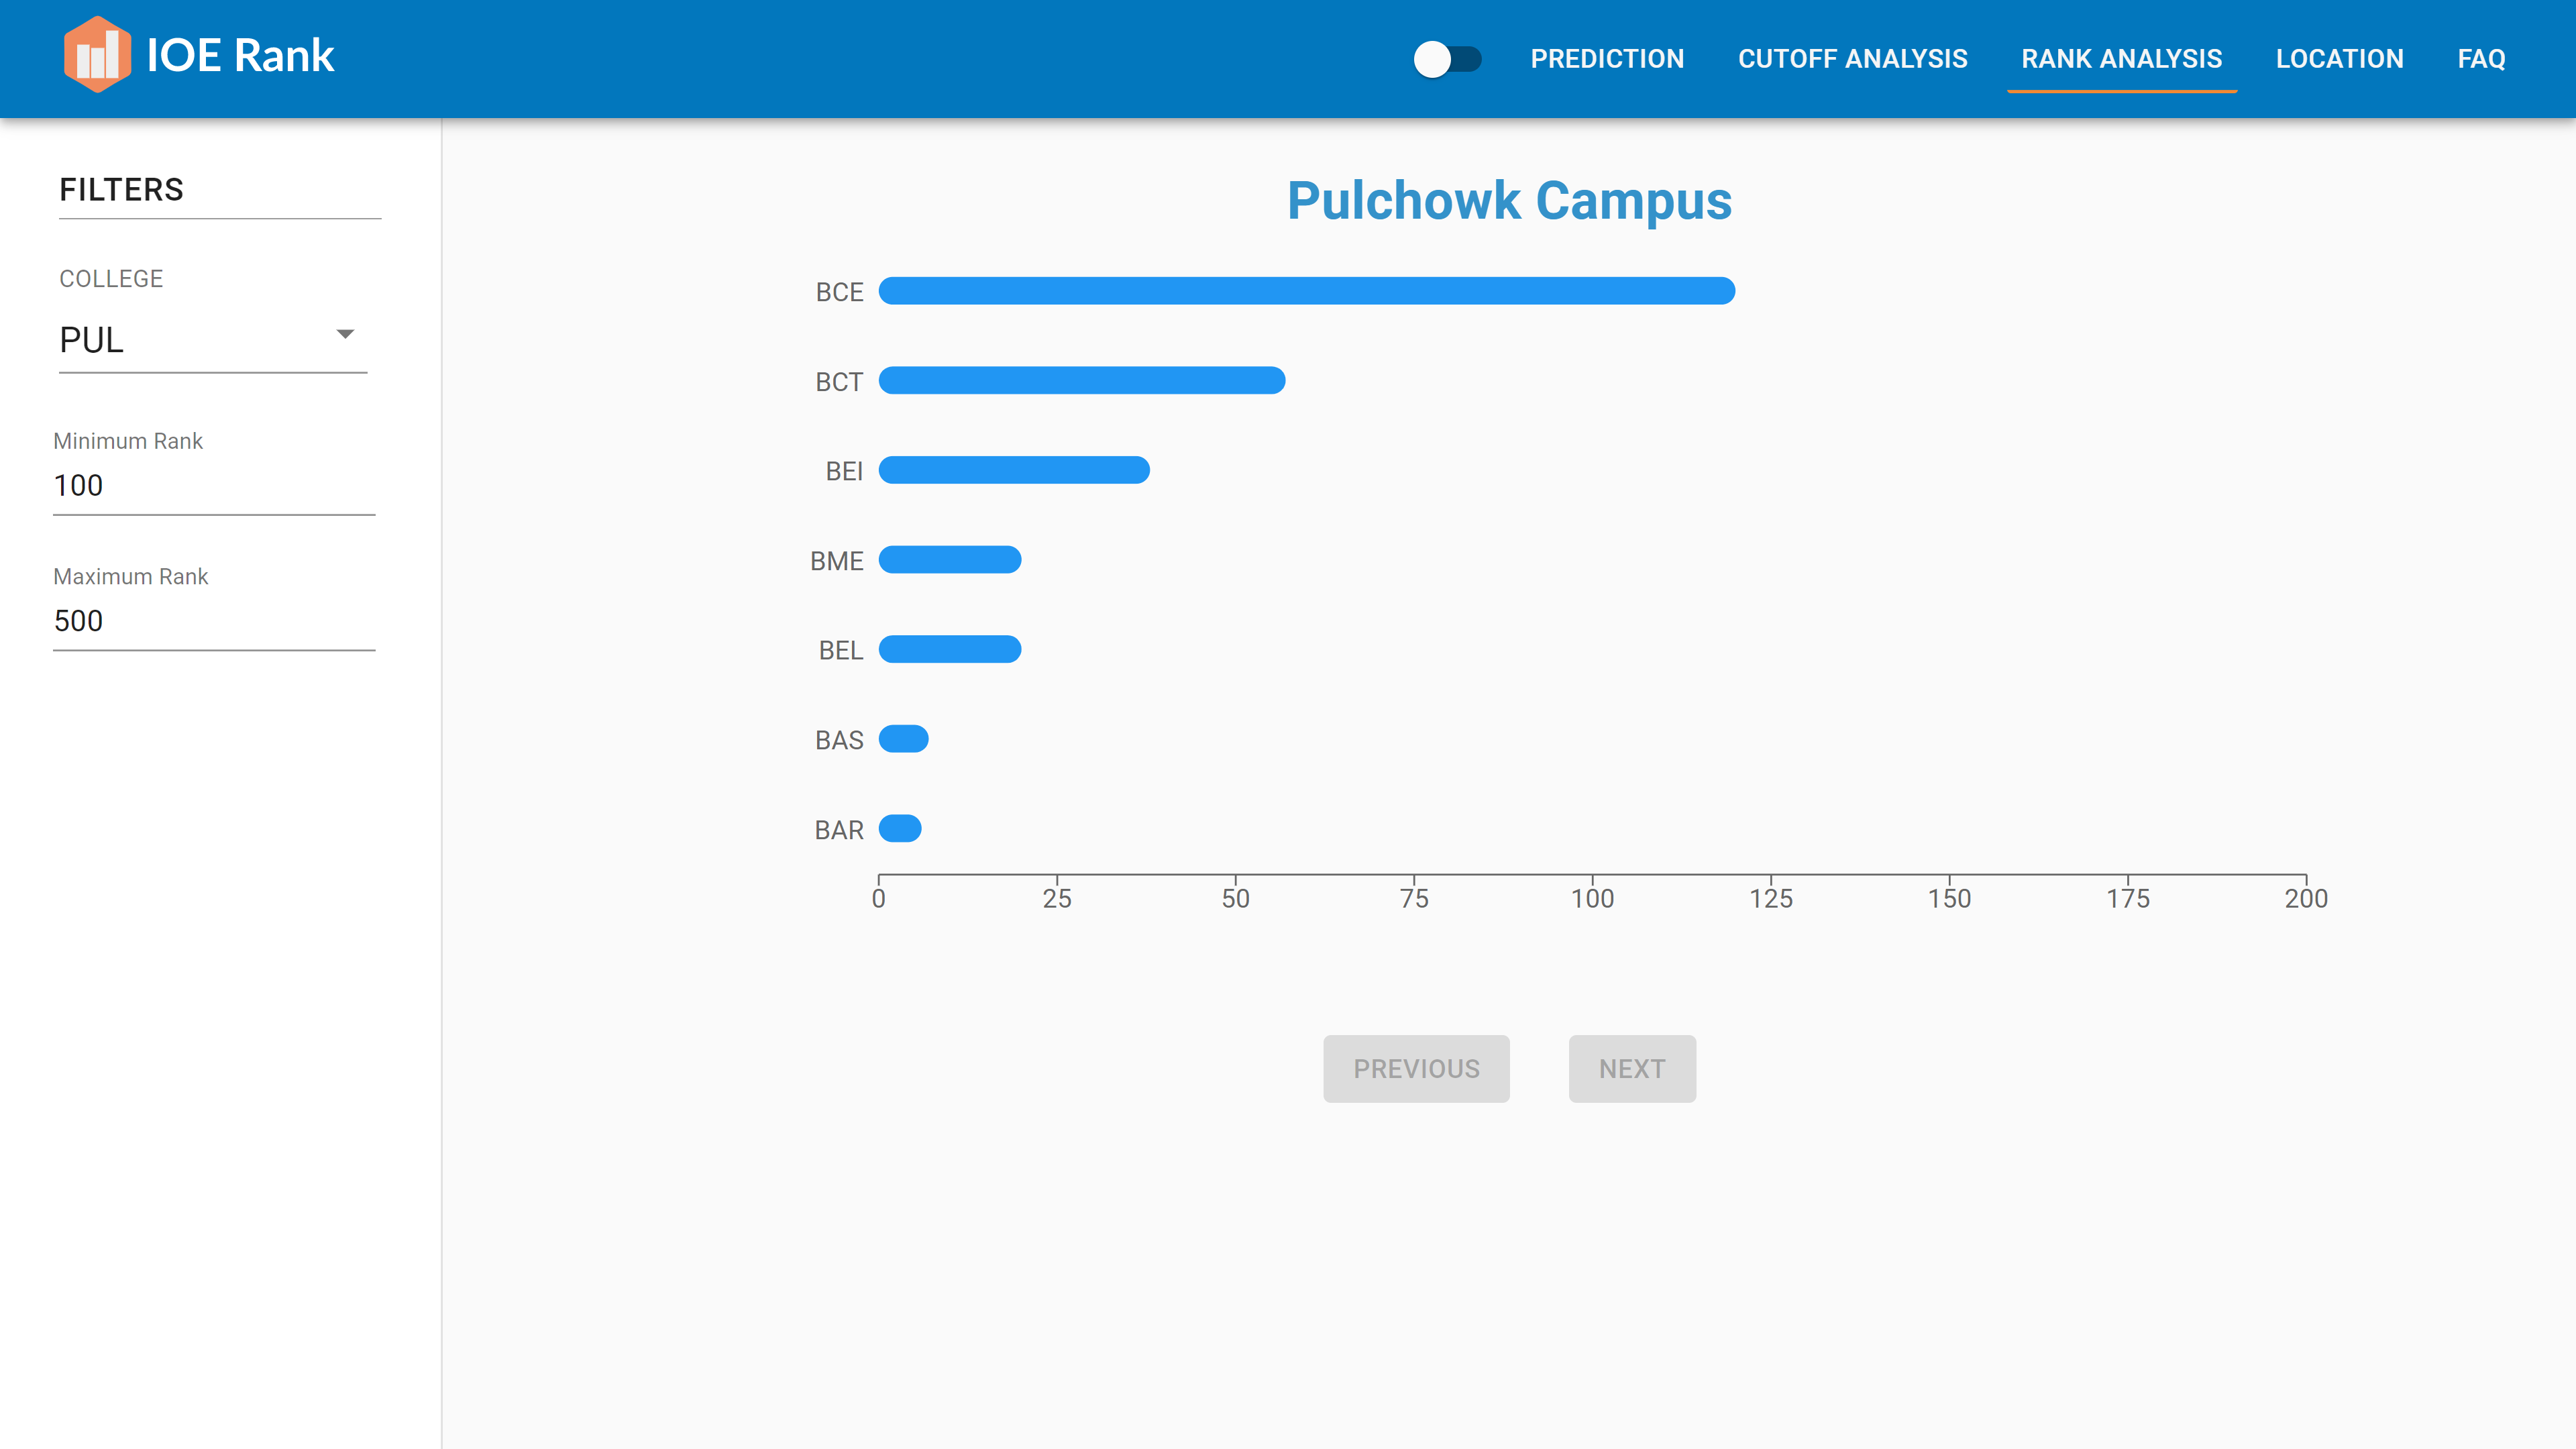 IOE Rank
PREDICTION
CUTOFF ANALYSIS
RANK ANALYSIS
LOCATION
FAQ
FILTERS
COLLEGE
PUL
Minimum Rank
100
Maximum Rank
500
Pulchowk Campus
BCE
BCT
BEI
BME
BEL
BAS
BAR
0 25 50 75 100 125 150 175 200
PREVIOUS
NEXT